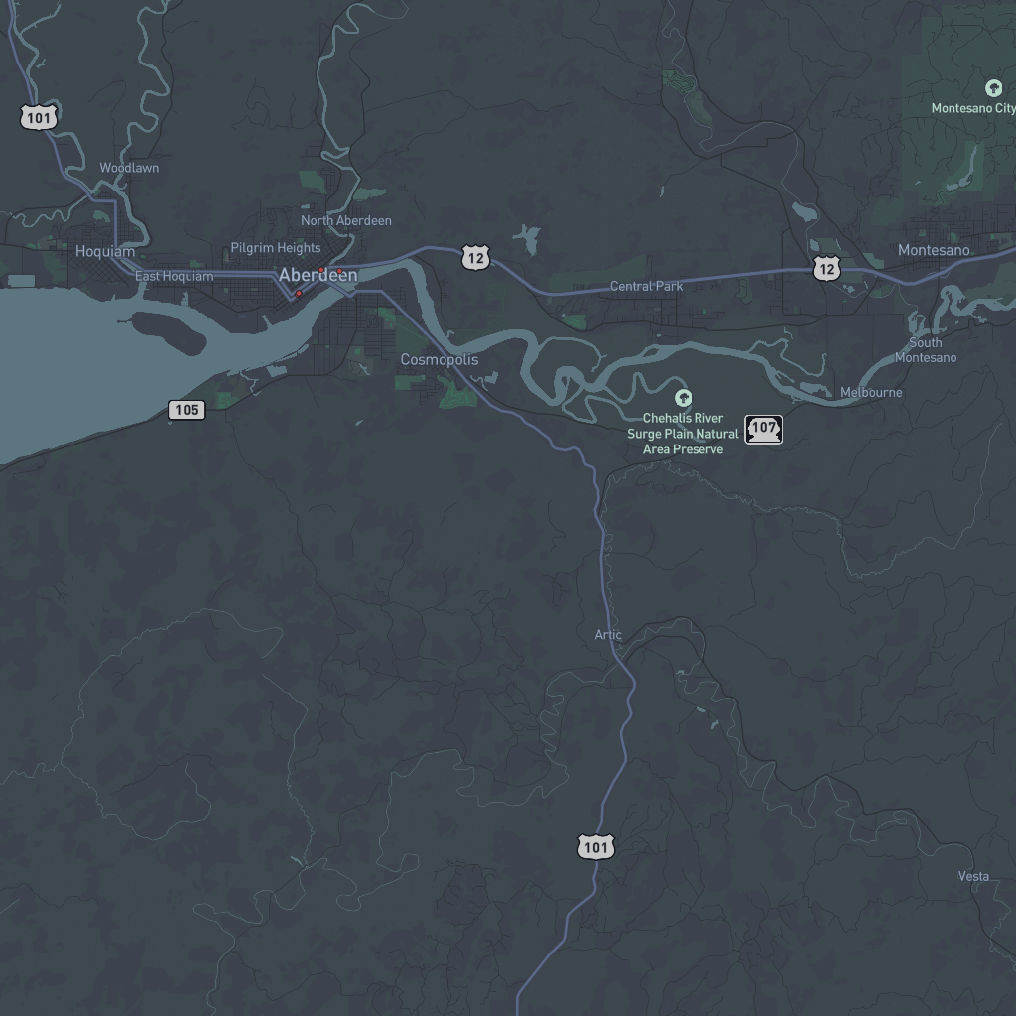 Montesano City
101
Woodlawn
North Aberdeen
Hoquiam
Pilgrim Heights
12
Montesano
East Hoquiam
Aberdeen
12
Central Park
Cosmopolis
South
Montesano
Melbourne
105
Chehalis River
Surge Plain Natural
Area Preserve
107
Artic
101
Vesta